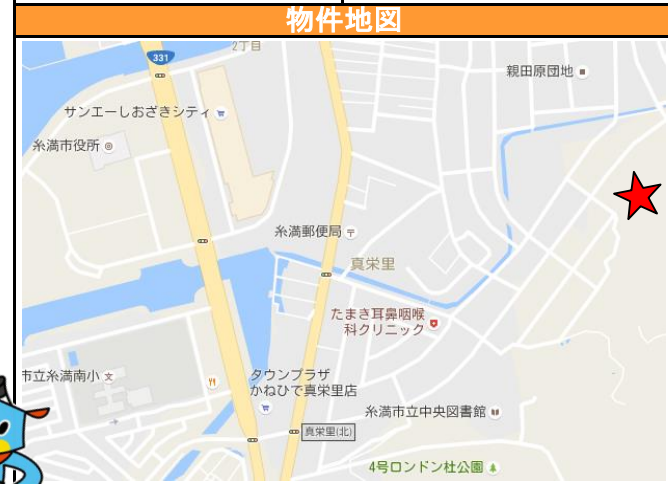 物件地図
331
2丁目
親田原団地
サンエーしおざきシティ
糸満市役所
糸満郵便局
真栄里
たまき耳鼻咽喉
科クリニック
市立糸満南小
タウンプラザ
かねひで真栄里店
糸満市立中央図書館
真栄里(北)
4号ロンドン杜公園